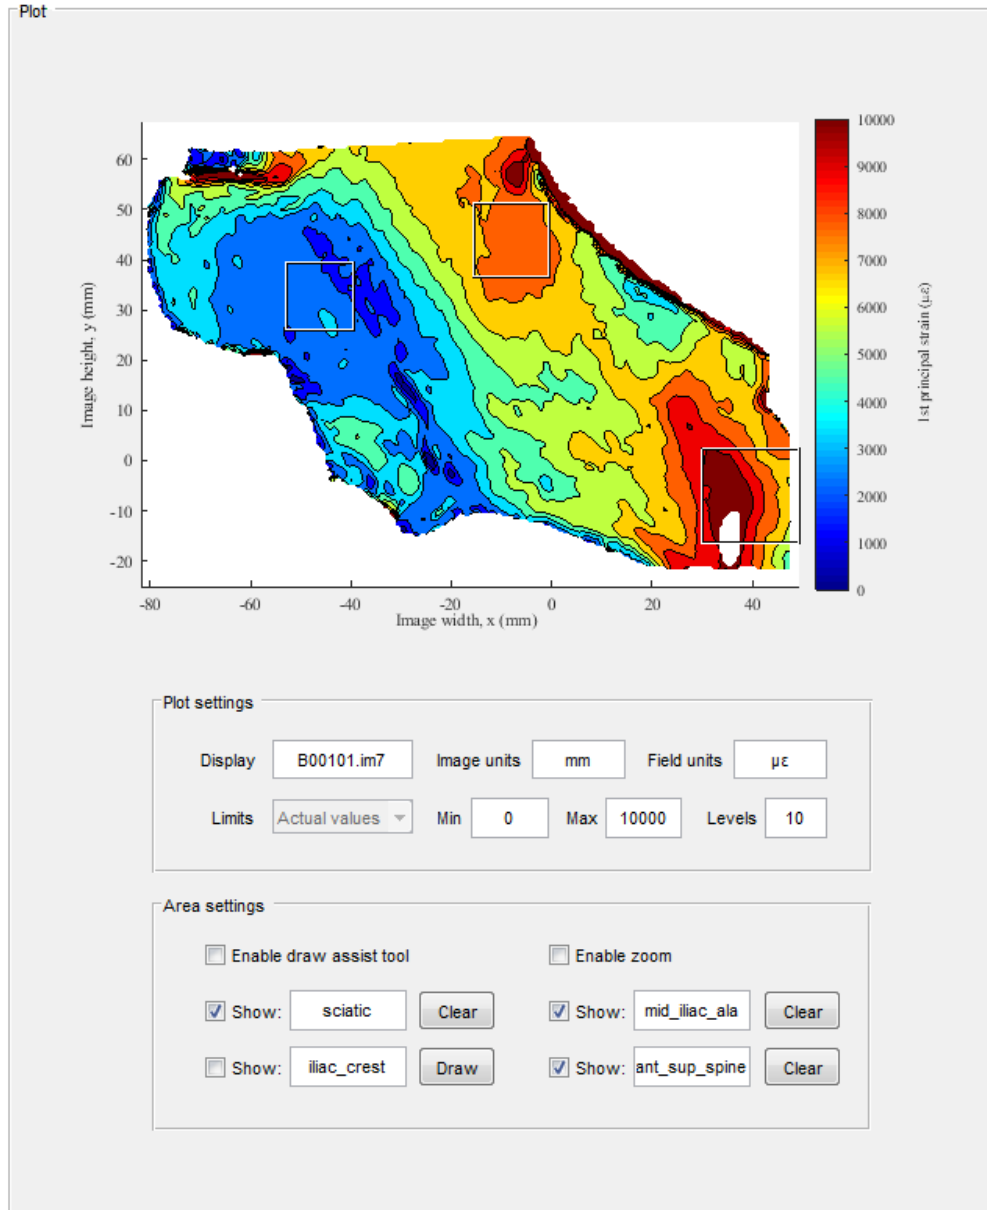 Plot
60
50
40
30
20
10
0
-10
-20
Image height, y (mm)
-80
-60
-40
-20
0
20
40
Image width, x (mm)
10000
9000
8000
7000
6000
5000
4000
3000
2000
1000
0
1st principal strain (με)
Plot settings
Display B00101.im7 Image units mm Field units με
Limits Actual values Min 0 Max 10000 Levels 10
Area settings
Enable draw assist tool Enable zoom
Show: sciatic Clear Show: mid_iliac_ala Clear
Show: iliac_crest Draw Show: ant_sup_spine Clear